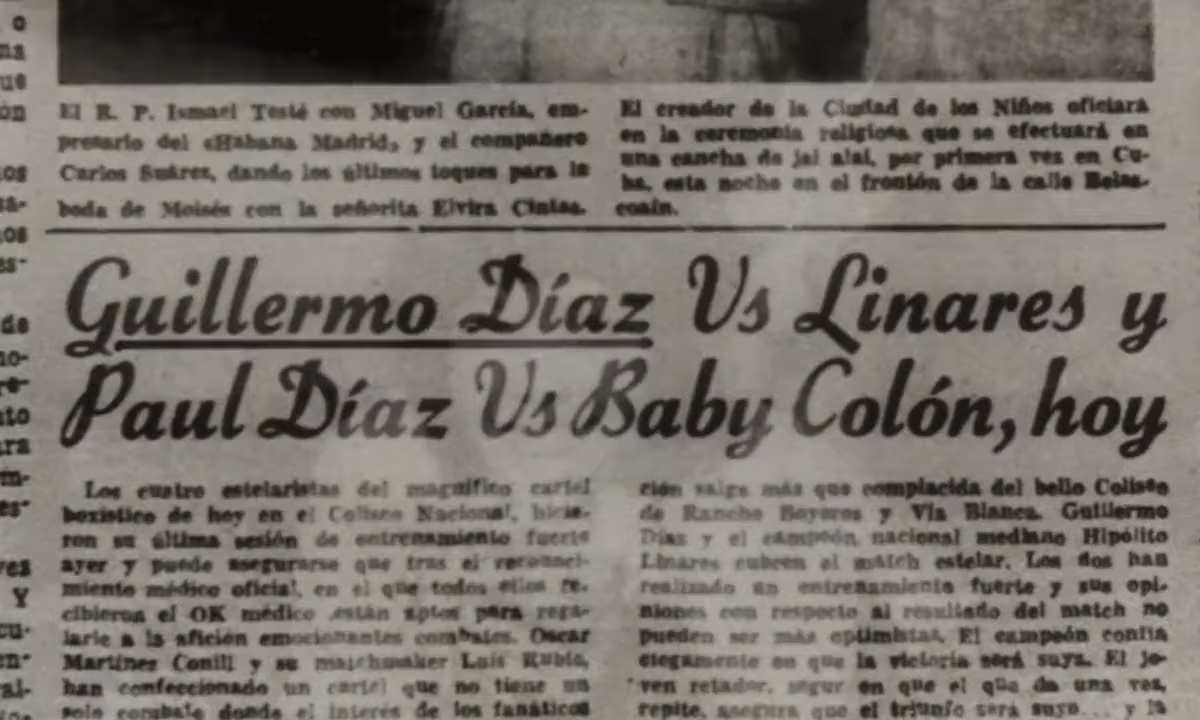 El R. P. Ismael Testé con Miguel García, em-
presario del «Habana Madrid» y el compañero
Carlos Suárez, dando los últimos toques para la
boda de Moisés con la señorita Elvira Cintas.
El creador de la Ciudad de los Niños oficiará
en la ceremonia religiosa que se efectuará en
una cancha de jai alai, por primera vez en Cu-
ba, esta noche en el frontón de la calle Belas-
coaín.
Guillermo Díaz Vs Linares y
Paul Díaz Vs Baby Colón, hoy
Los cuatro estelaristas del magnífico cartel
boxístico de hoy en el Coliseo Nacional, hicie-
ron su última sesión de entrenamiento fuerte
ayer y puede asegurarse que tras el reconoci-
miento médico oficial, en el que todos ellos re-
cibieron el OK médico están aptos para rega-
larle a la afición emocionantes combates. Oscar
Martínez Conill y su matchmaker Luis Rubio,
han confeccionado un cartel que no tiene un
solo combate donde el interés de los fanáticos
ción salga más que complacida del bello Coliseo
de Rancho Boyeros y Vía Blanca. Guillermo
Díaz y el campeón nacional mediano Hipólito
Linares cubren el match estelar. Los dos han
realizado un entrenamiento fuerte y sus opi-
niones con respecto al resultado del match no
pueden ser más optimistas. El campeón confía
ciegamente en que la victoria será suya. El jo-
ven retador, segur en que el que da una vez,
repite, asegura que el triunfo será suyo... y la